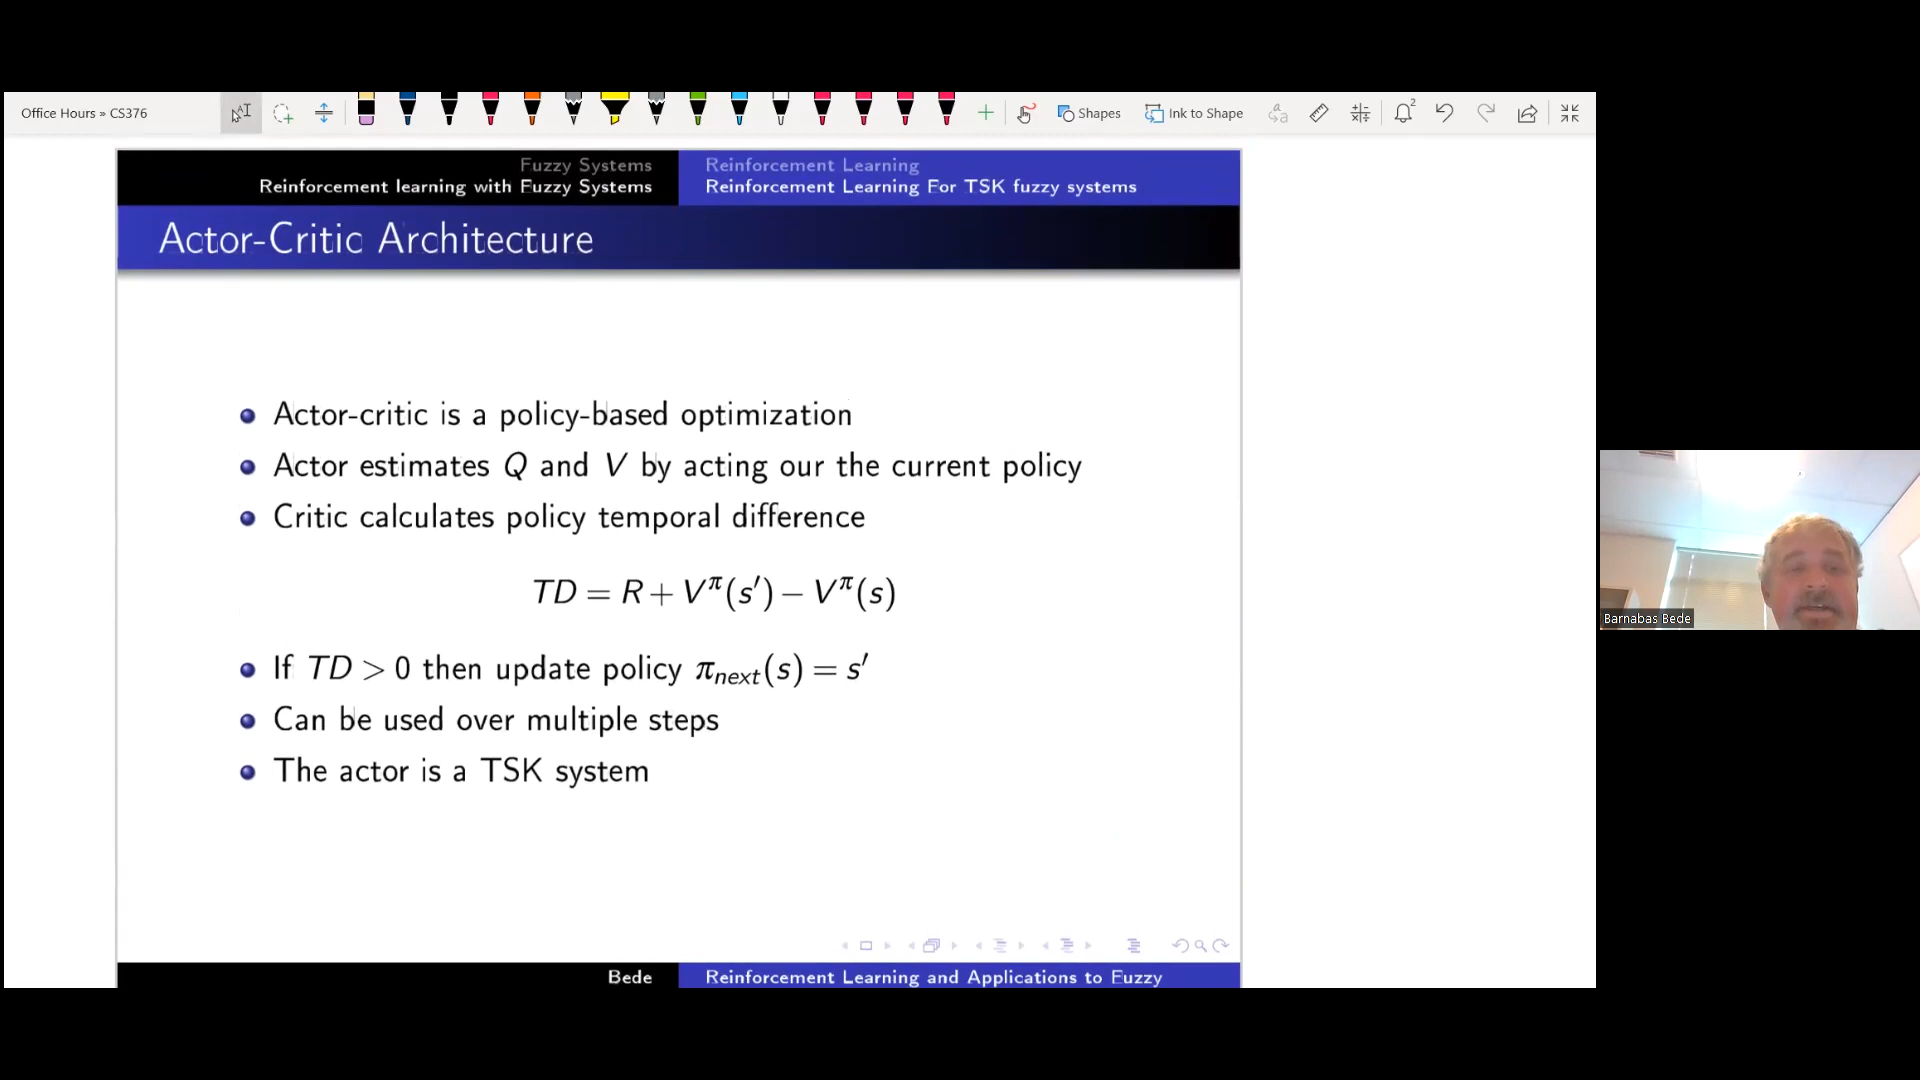 Office Hours » CS376
Shapes
Ink to Shape
2
Fuzzy Systems
Reinforcement learning with Fuzzy Systems
Reinforcement Learning
Reinforcement Learning For TSK fuzzy systems
Actor-Critic Architecture
Actor-critic is a policy-based optimization
Actor estimates Q and V by acting our the current policy
Critic calculates policy temporal difference
TD = R + V^π(s′) − V^π(s)
If TD > 0 then update policy π_next(s) = s′
Can be used over multiple steps
The actor is a TSK system
Barnabas Bede
Bede
Reinforcement Learning and Applications to Fuzzy